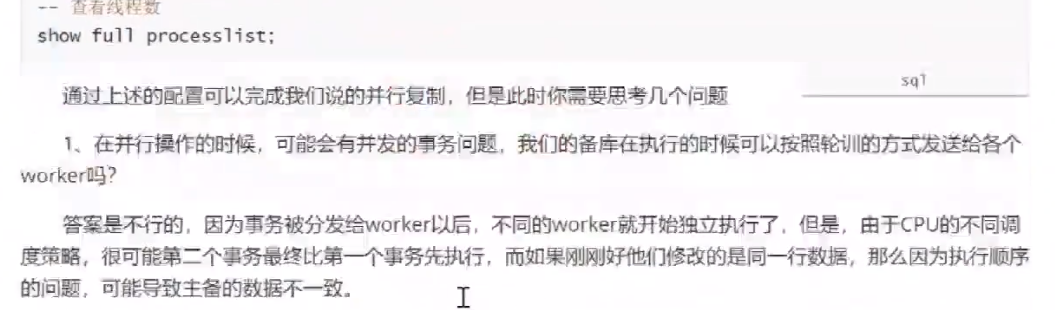 -- 查看线程数
show full processlist;
sql
通过上述的配置可以完成我们说的并行复制，但是此时你需要思考几个问题
1、在并行操作的时候，可能会有并发的事务问题，我们的备库在执行的时候可以按照轮训的方式发送给各个
worker吗？
答案是不行的，因为事务被分发给worker以后，不同的worker就开始独立执行了，但是，由于CPU的不同调
度策略，很可能第二个事务最终比第一个事务先执行，而如果刚刚好他们修改的是同一行数据，那么因为执行顺序
的问题，可能导致主备的数据不一致。